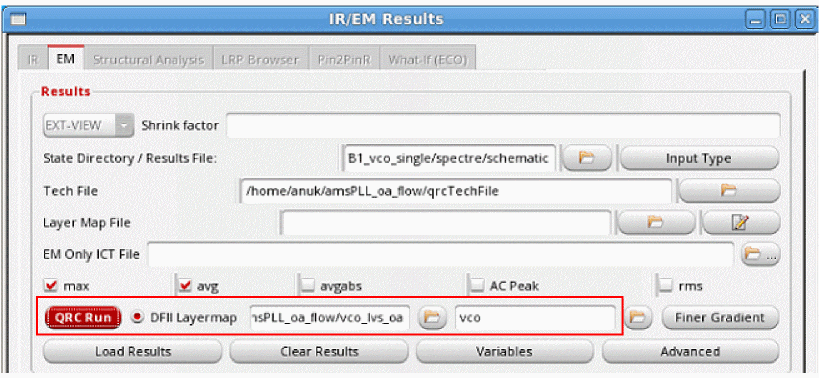 IR/EM Results
IR EM Structural Analysis LRP Browser Pin2PinR What-If (ECO)
Results
EXT-VIEW Shrink factor
State Directory / Results File: B1_vco_single/spectre/schematic Input Type
Tech File /home/anuk/amsPLL_oa_flow/qrcTechFile
Layer Map File
EM Only ICT File ...
max avg avgabs AC Peak rms
QRC Run DFII Layermap nsPLL_oa_flow/vco_lvs_oa vco Finer Gradient
Load Results Clear Results Variables Advanced